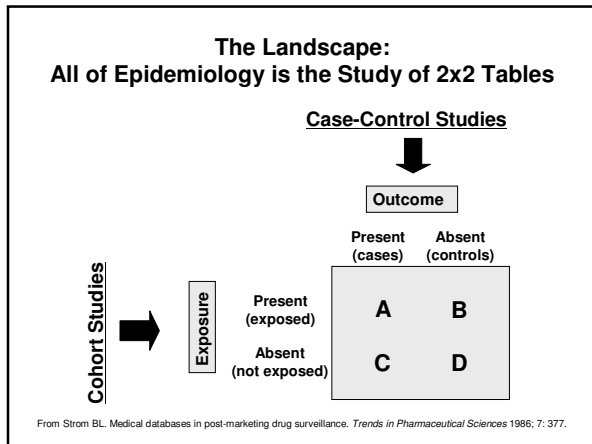 The Landscape:
All of Epidemiology is the Study of 2x2 Tables
Case-Control Studies
Outcome
Present
(cases)
Absent
(controls)
Cohort Studies
Exposure
Present
(exposed)
A B
Absent
(not exposed)
C D
From Strom BL. Medical databases in post-marketing drug surveillance. Trends in Pharmaceutical Sciences 1986; 7: 377.